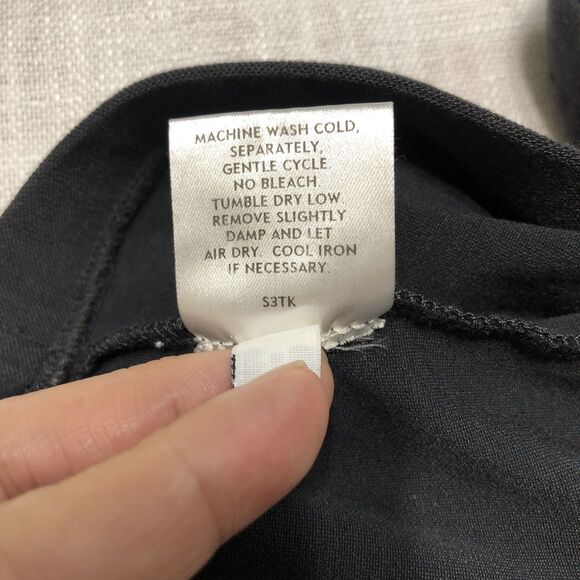 MACHINE WASH COLD,
SEPARATELY,
GENTLE CYCLE.
NO BLEACH.
TUMBLE DRY LOW.
REMOVE SLIGHTLY
DAMP AND LET
AIR DRY. COOL IRON
IF NECESSARY.
S3TK